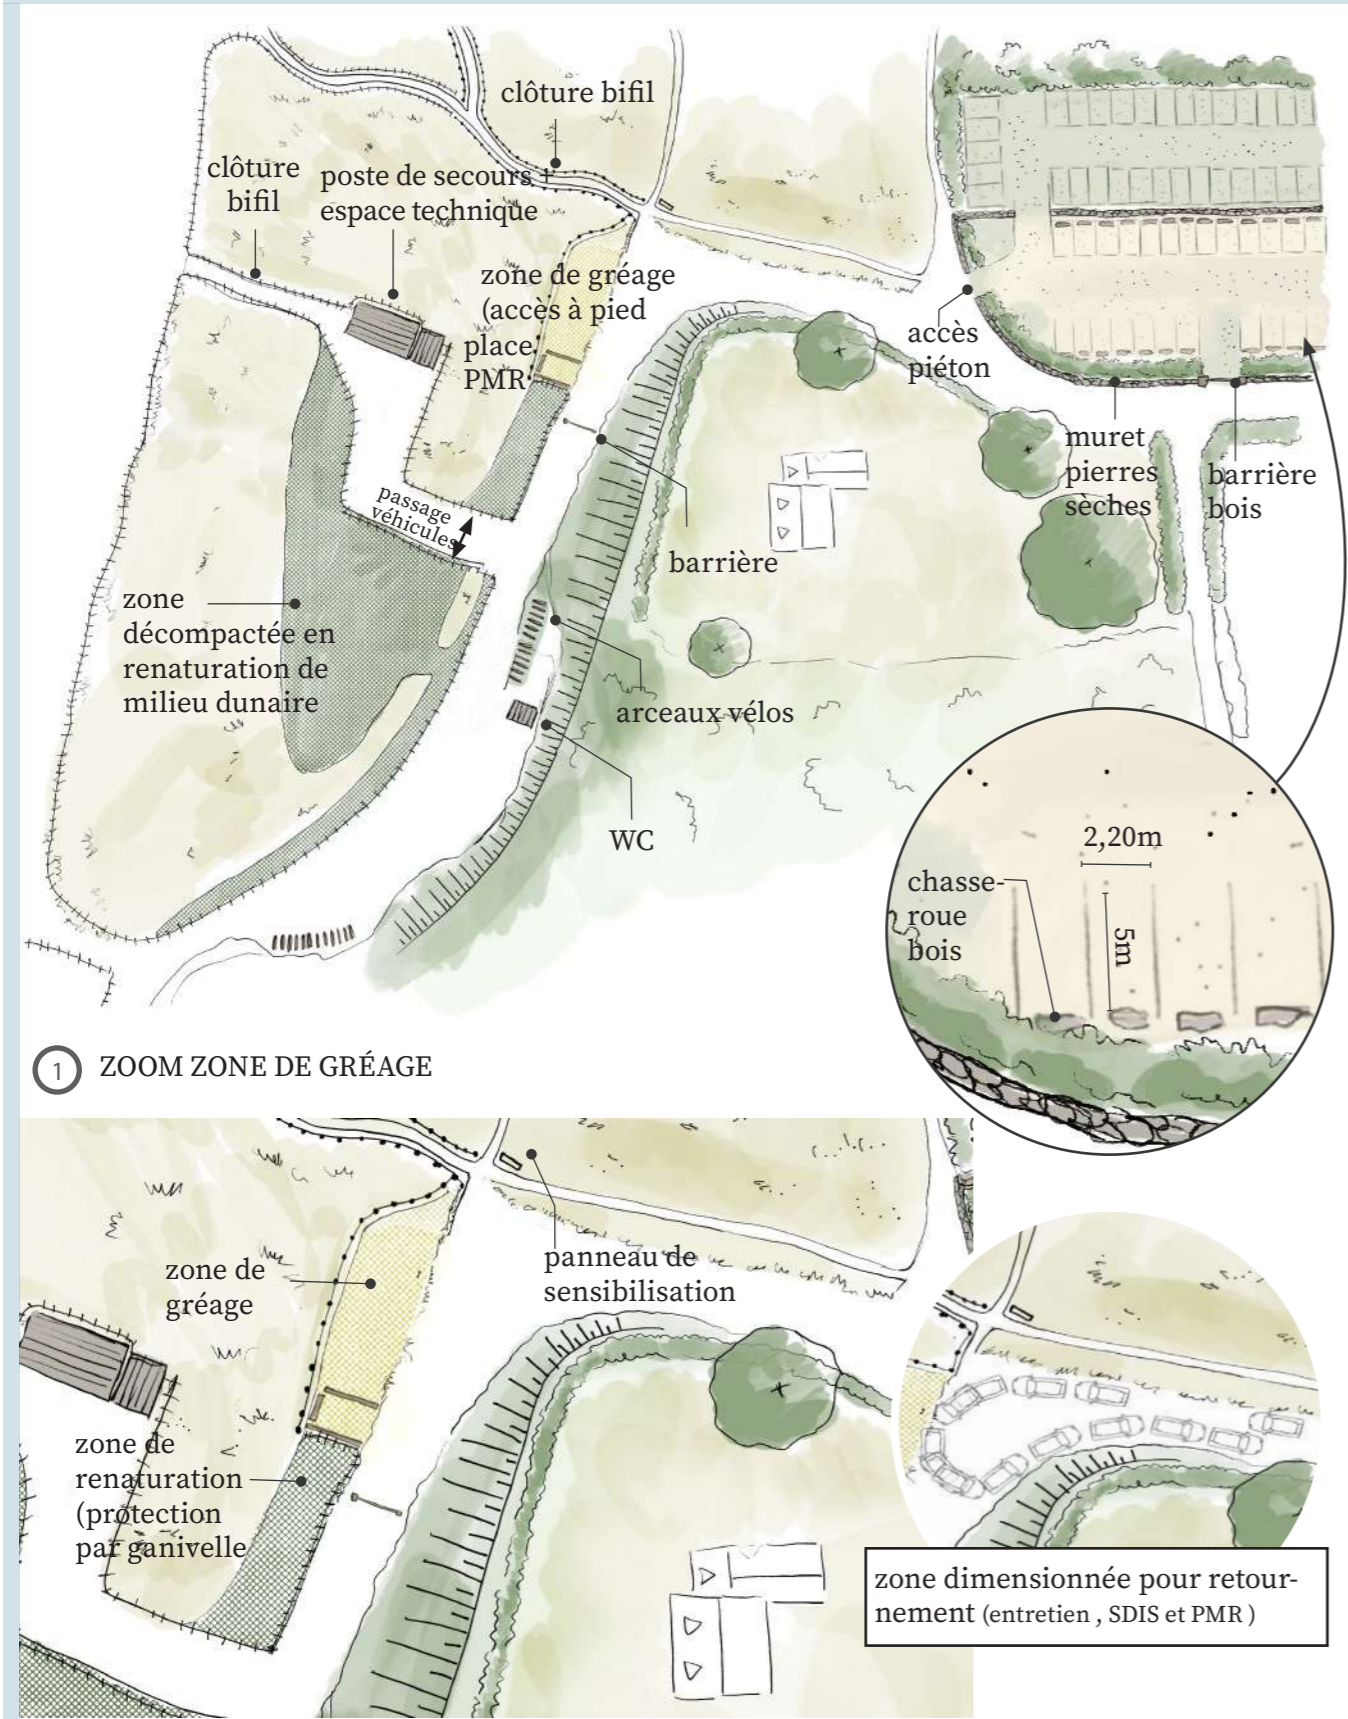 clôture bifil
clôture
bifil
poste de secours +
espace technique
zone de gréage
(accès à pied
place
PMR
accès
piéton
muret
pierres
sèches
barrière
bois
passage
véhicules
barrière
zone
décompactée en
renaturation de
milieu dunaire
arceaux vélos
WC
2,20m
chasse-
roue
bois
5m
1 ZOOM ZONE DE GRÉAGE
zone de
gréage
panneau de
sensibilisation
zone de
renaturation
(protection
par ganivelle
zone dimensionnée pour retour-
nement (entretien , SDIS et PMR )